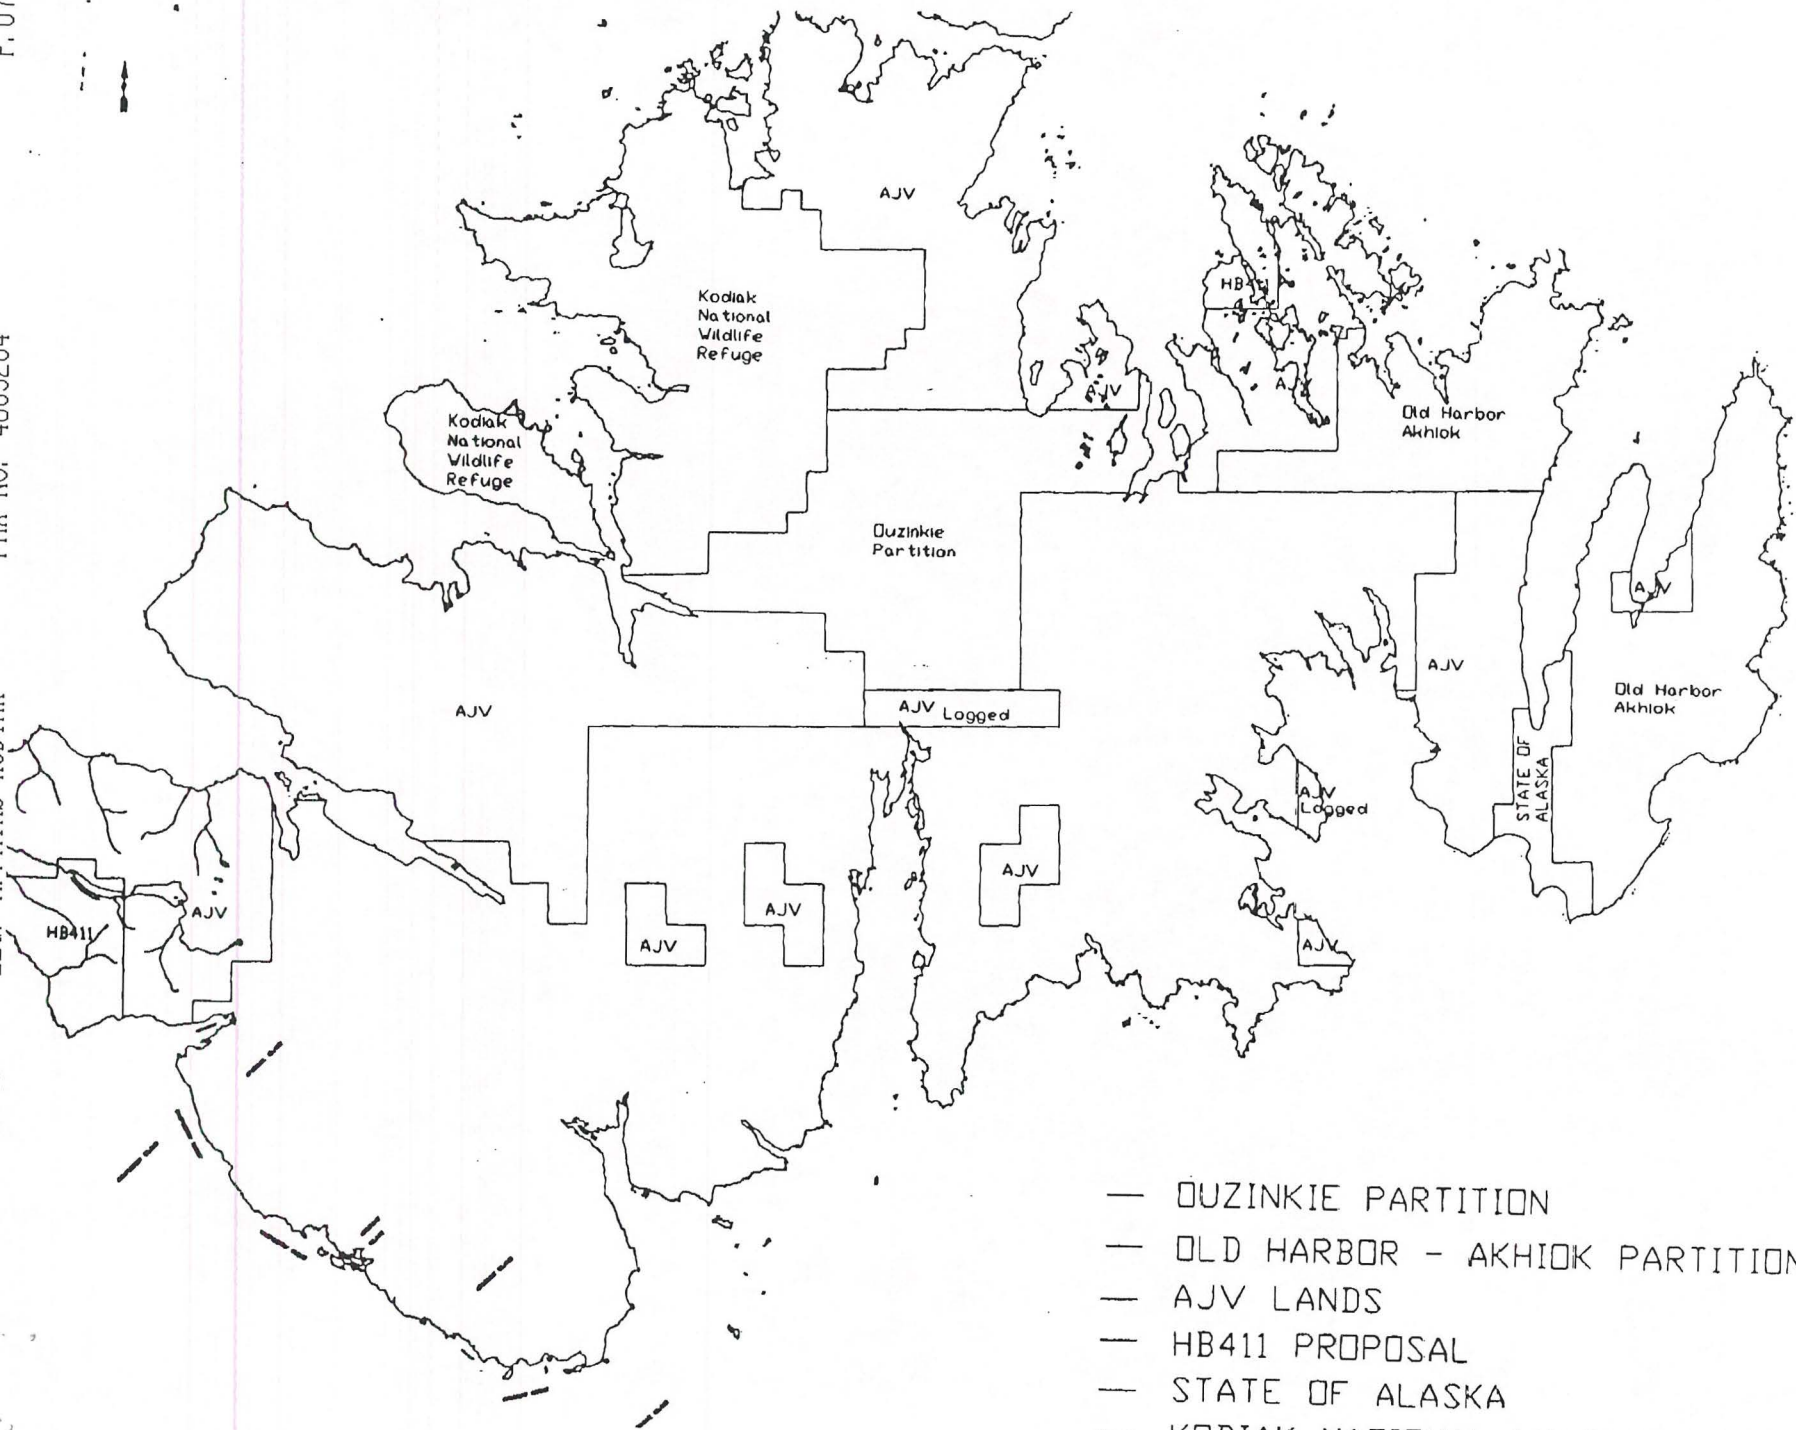 P.07
AJV
Kodiak
National
Wildlife
Refuge
HB411
AJV
Old Harbor
Akhiok
Kodiak
National
Wildlife
Refuge
Ouzinkie
Partition
AJV
AJV
Old Harbor
Akhiok
AJV
AJV Logged
STATE OF
ALASKA
AJV
Logged
AJV
AJV
AJV
AJV
HB411
AJV
AJV
— OUZINKIE PARTITION
— OLD HARBOR - AKHIOK PARTITION
— AJV LANDS
— HB411 PROPOSAL
— STATE OF ALASKA